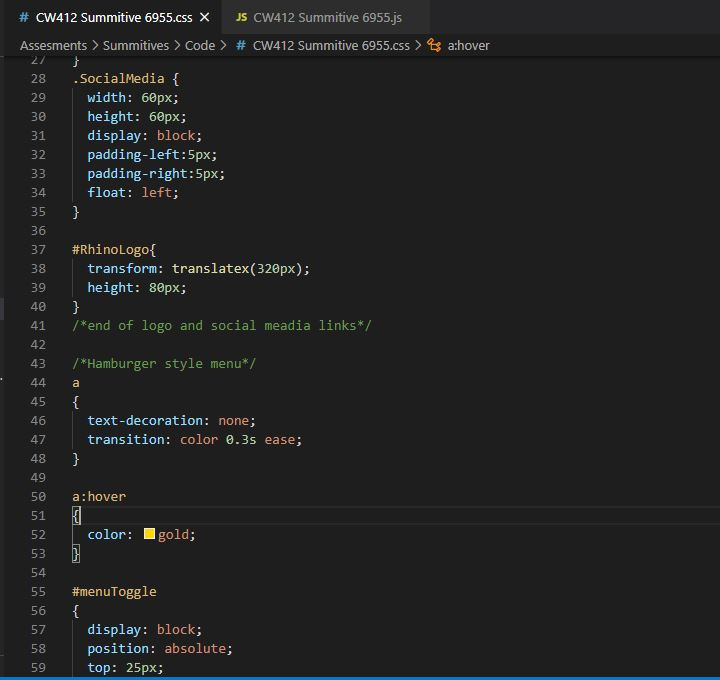 # CW412 Summitive 6955.css × JS CW412 Summitive 6955.js
Assesments > Summitives > Code > # CW412 Summitive 6955.css > a:hover
27 }
28 .SocialMedia {
29 width: 60px;
30 height: 60px;
31 display: block;
32 padding-left:5px;
33 padding-right:5px;
34 float: left;
35 }
36
37 #RhinoLogo{
38 transform: translatex(320px);
39 height: 80px;
40 }
41 /*end of logo and social meadia links*/
42
43 /*Hamburger style menu*/
44 a
45 {
46 text-decoration: none;
47 transition: color 0.3s ease;
48 }
49
50 a:hover
51 {
52 color: gold;
53 }
54
55 #menuToggle
56 {
57 display: block;
58 position: absolute;
59 top: 25px;